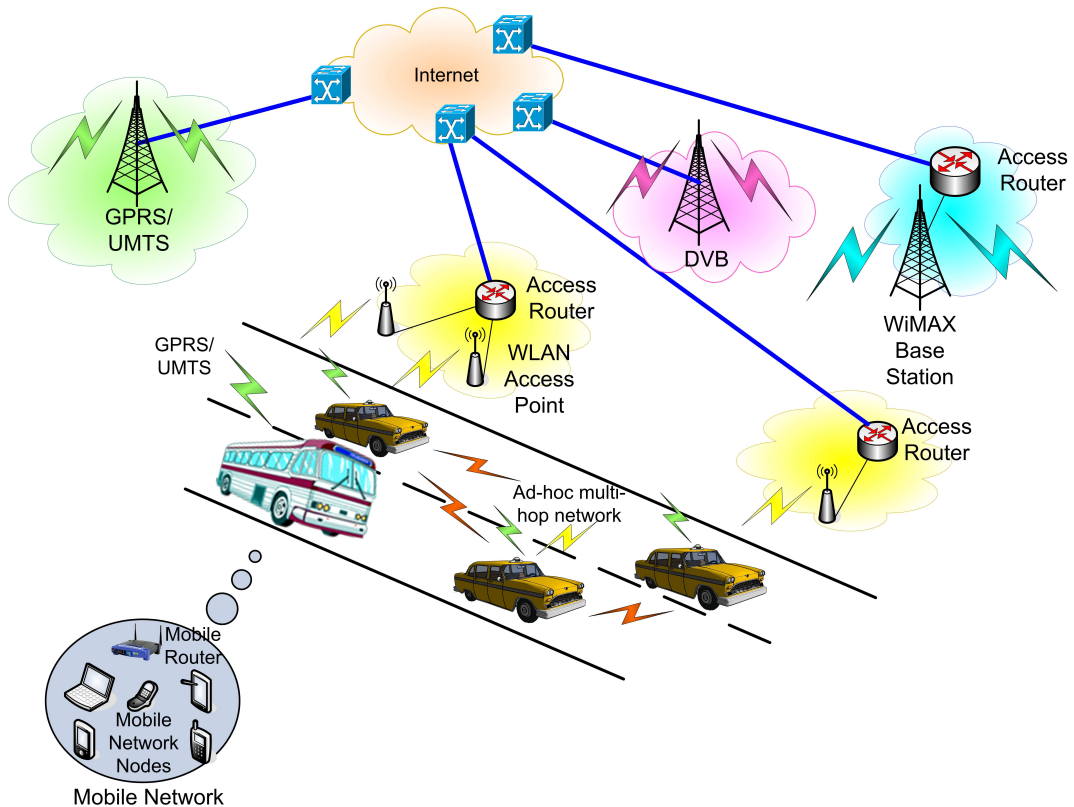 Internet
GPRS/
UMTS
Access
Router
DVB
WiMAX
Base
Station
Access
Router
WLAN
Access
Point
GPRS/
UMTS
Access
Router
Ad-hoc multi-
hop network
Mobile
Router
Mobile
Network
Nodes
Mobile Network